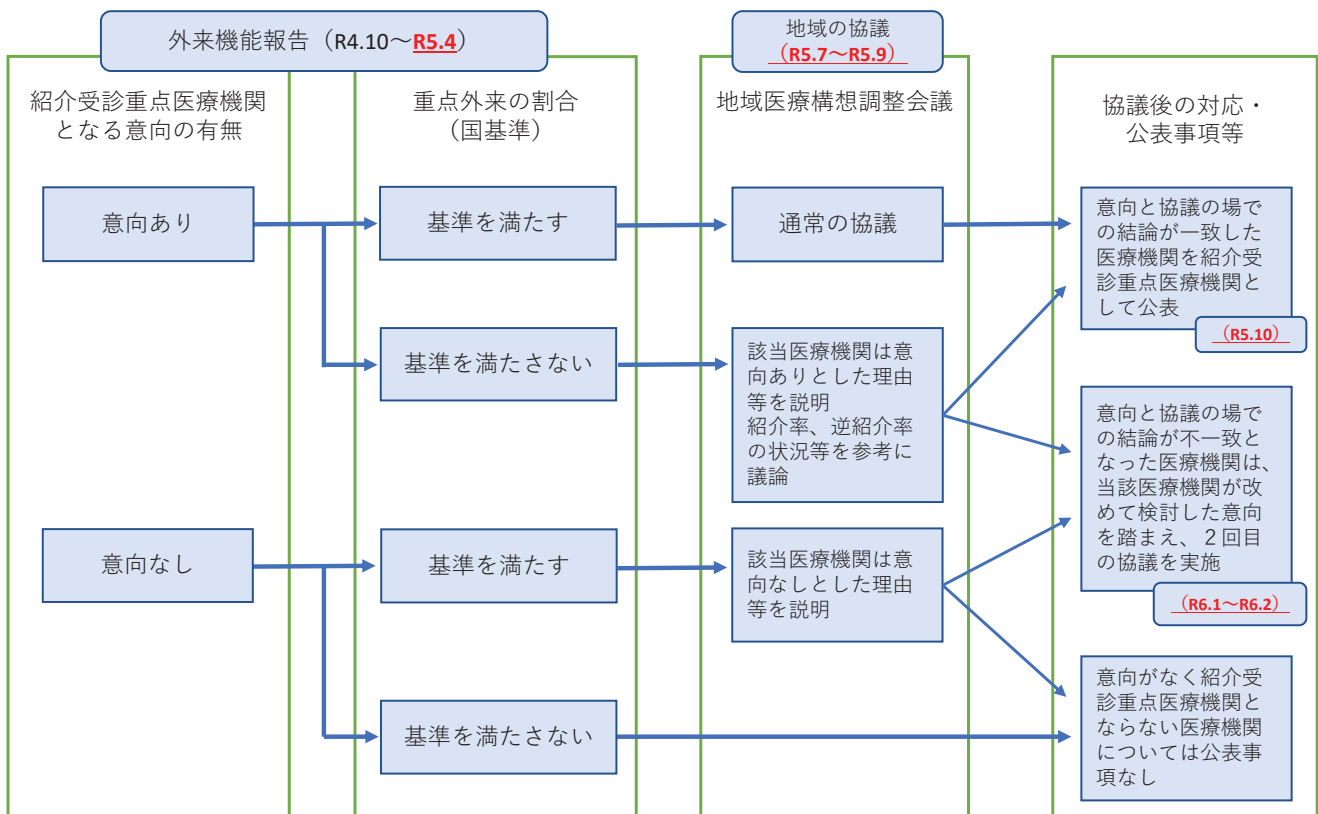 外来機能報告（R4.10～R5.4）
地域の協議
（R5.7～R5.9）
紹介受診重点医療機関
となる意向の有無
重点外来の割合
（国基準）
地域医療構想調整会議
協議後の対応・
公表事項等
意向あり
基準を満たす
通常の協議
意向と協議の場で
の結論が一致した
医療機関を紹介受
診重点医療機関と
して公表
（R5.10）
基準を満たさない
該当医療機関は意
向ありとした理由
等を説明
紹介率、逆紹介率
の状況等を参考に
議論
意向と協議の場で
の結論が不一致と
なった医療機関は、
当該医療機関が改
めて検討した意向
を踏まえ、２回目
の協議を実施
（R6.1～R6.2）
意向なし
基準を満たす
該当医療機関は意
向なしとした理由
等を説明
基準を満たさない
意向がなく紹介受
診重点医療機関と
ならない医療機関
については公表事
項なし